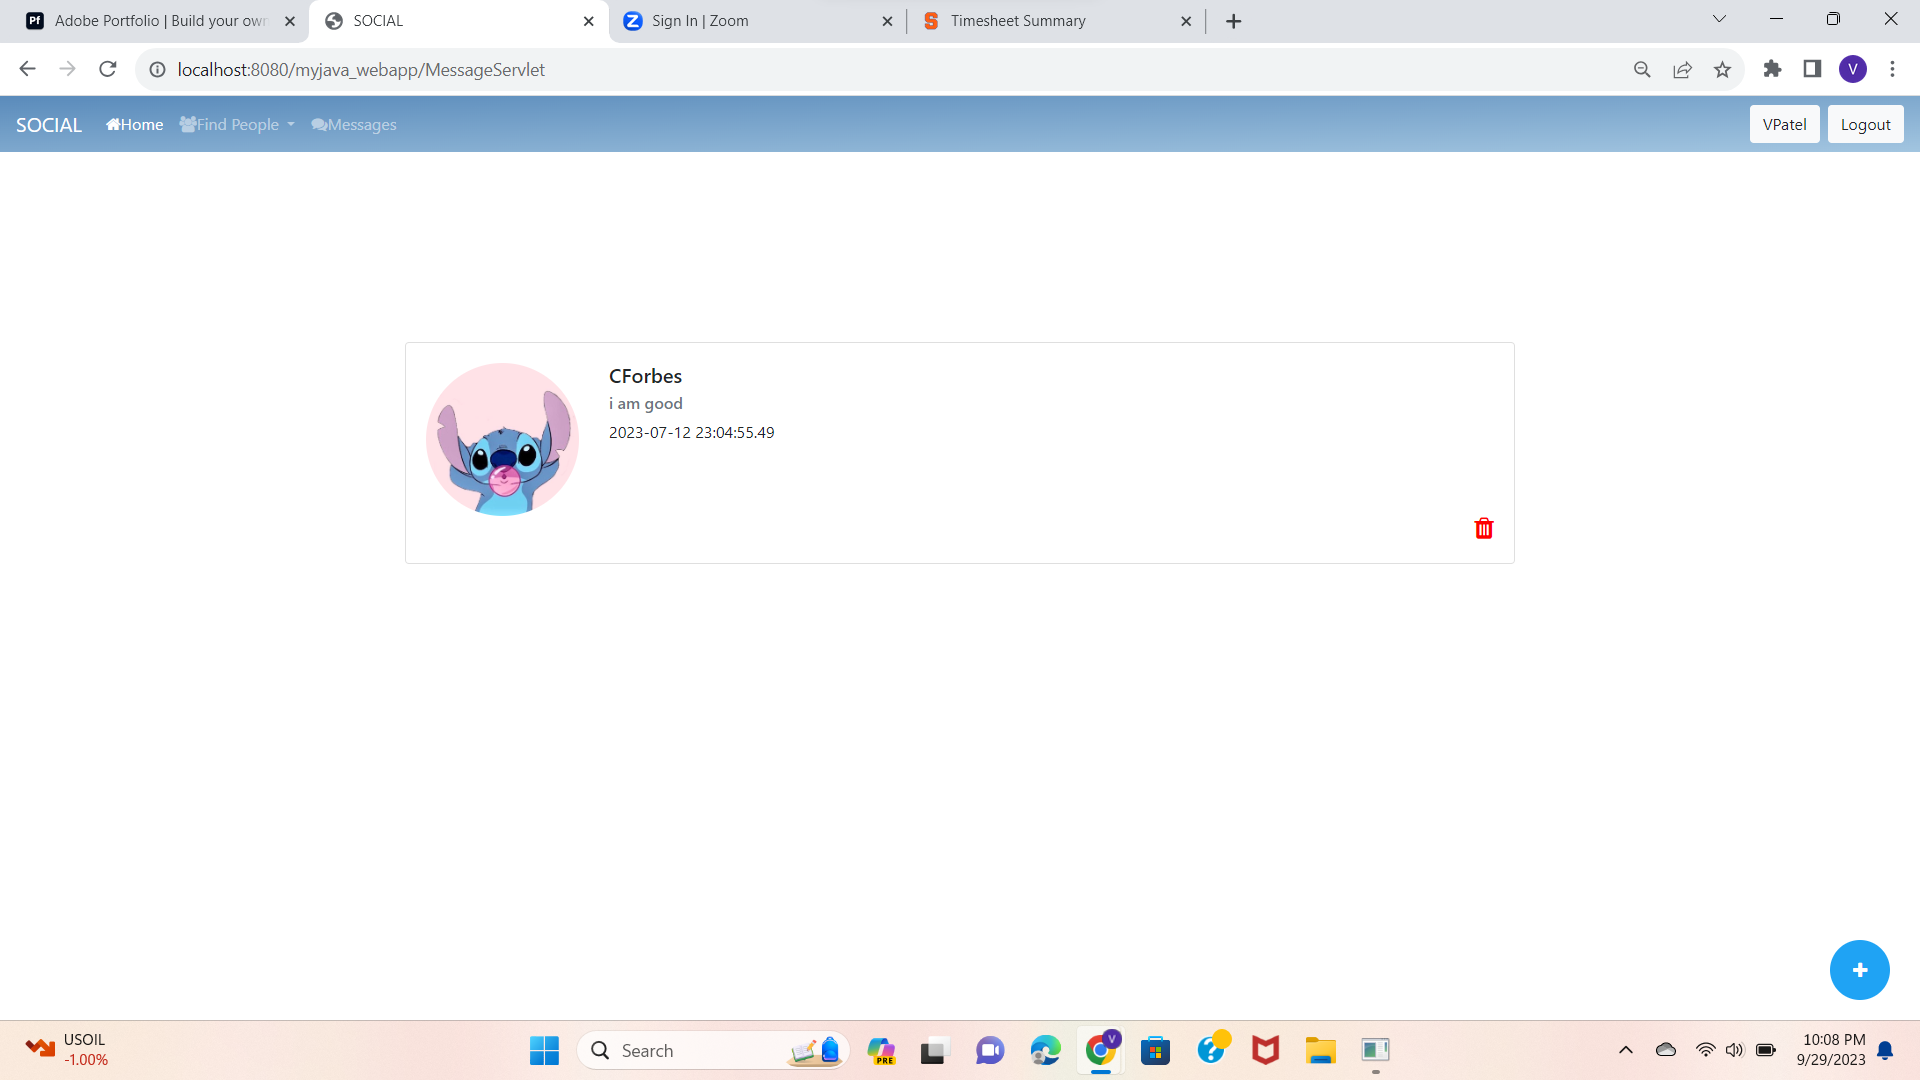 Adobe Portfolio | Build your own
SOCIAL
Sign In | Zoom
Timesheet Summary
localhost:8080/myjava_webapp/MessageServlet
V
SOCIAL
Home
Find People
Messages
VPatel
Logout
CForbes
i am good
2023-07-12 23:04:55.49
USOIL
-1.00%
Search
PRE
V
10:08 PM
9/29/2023